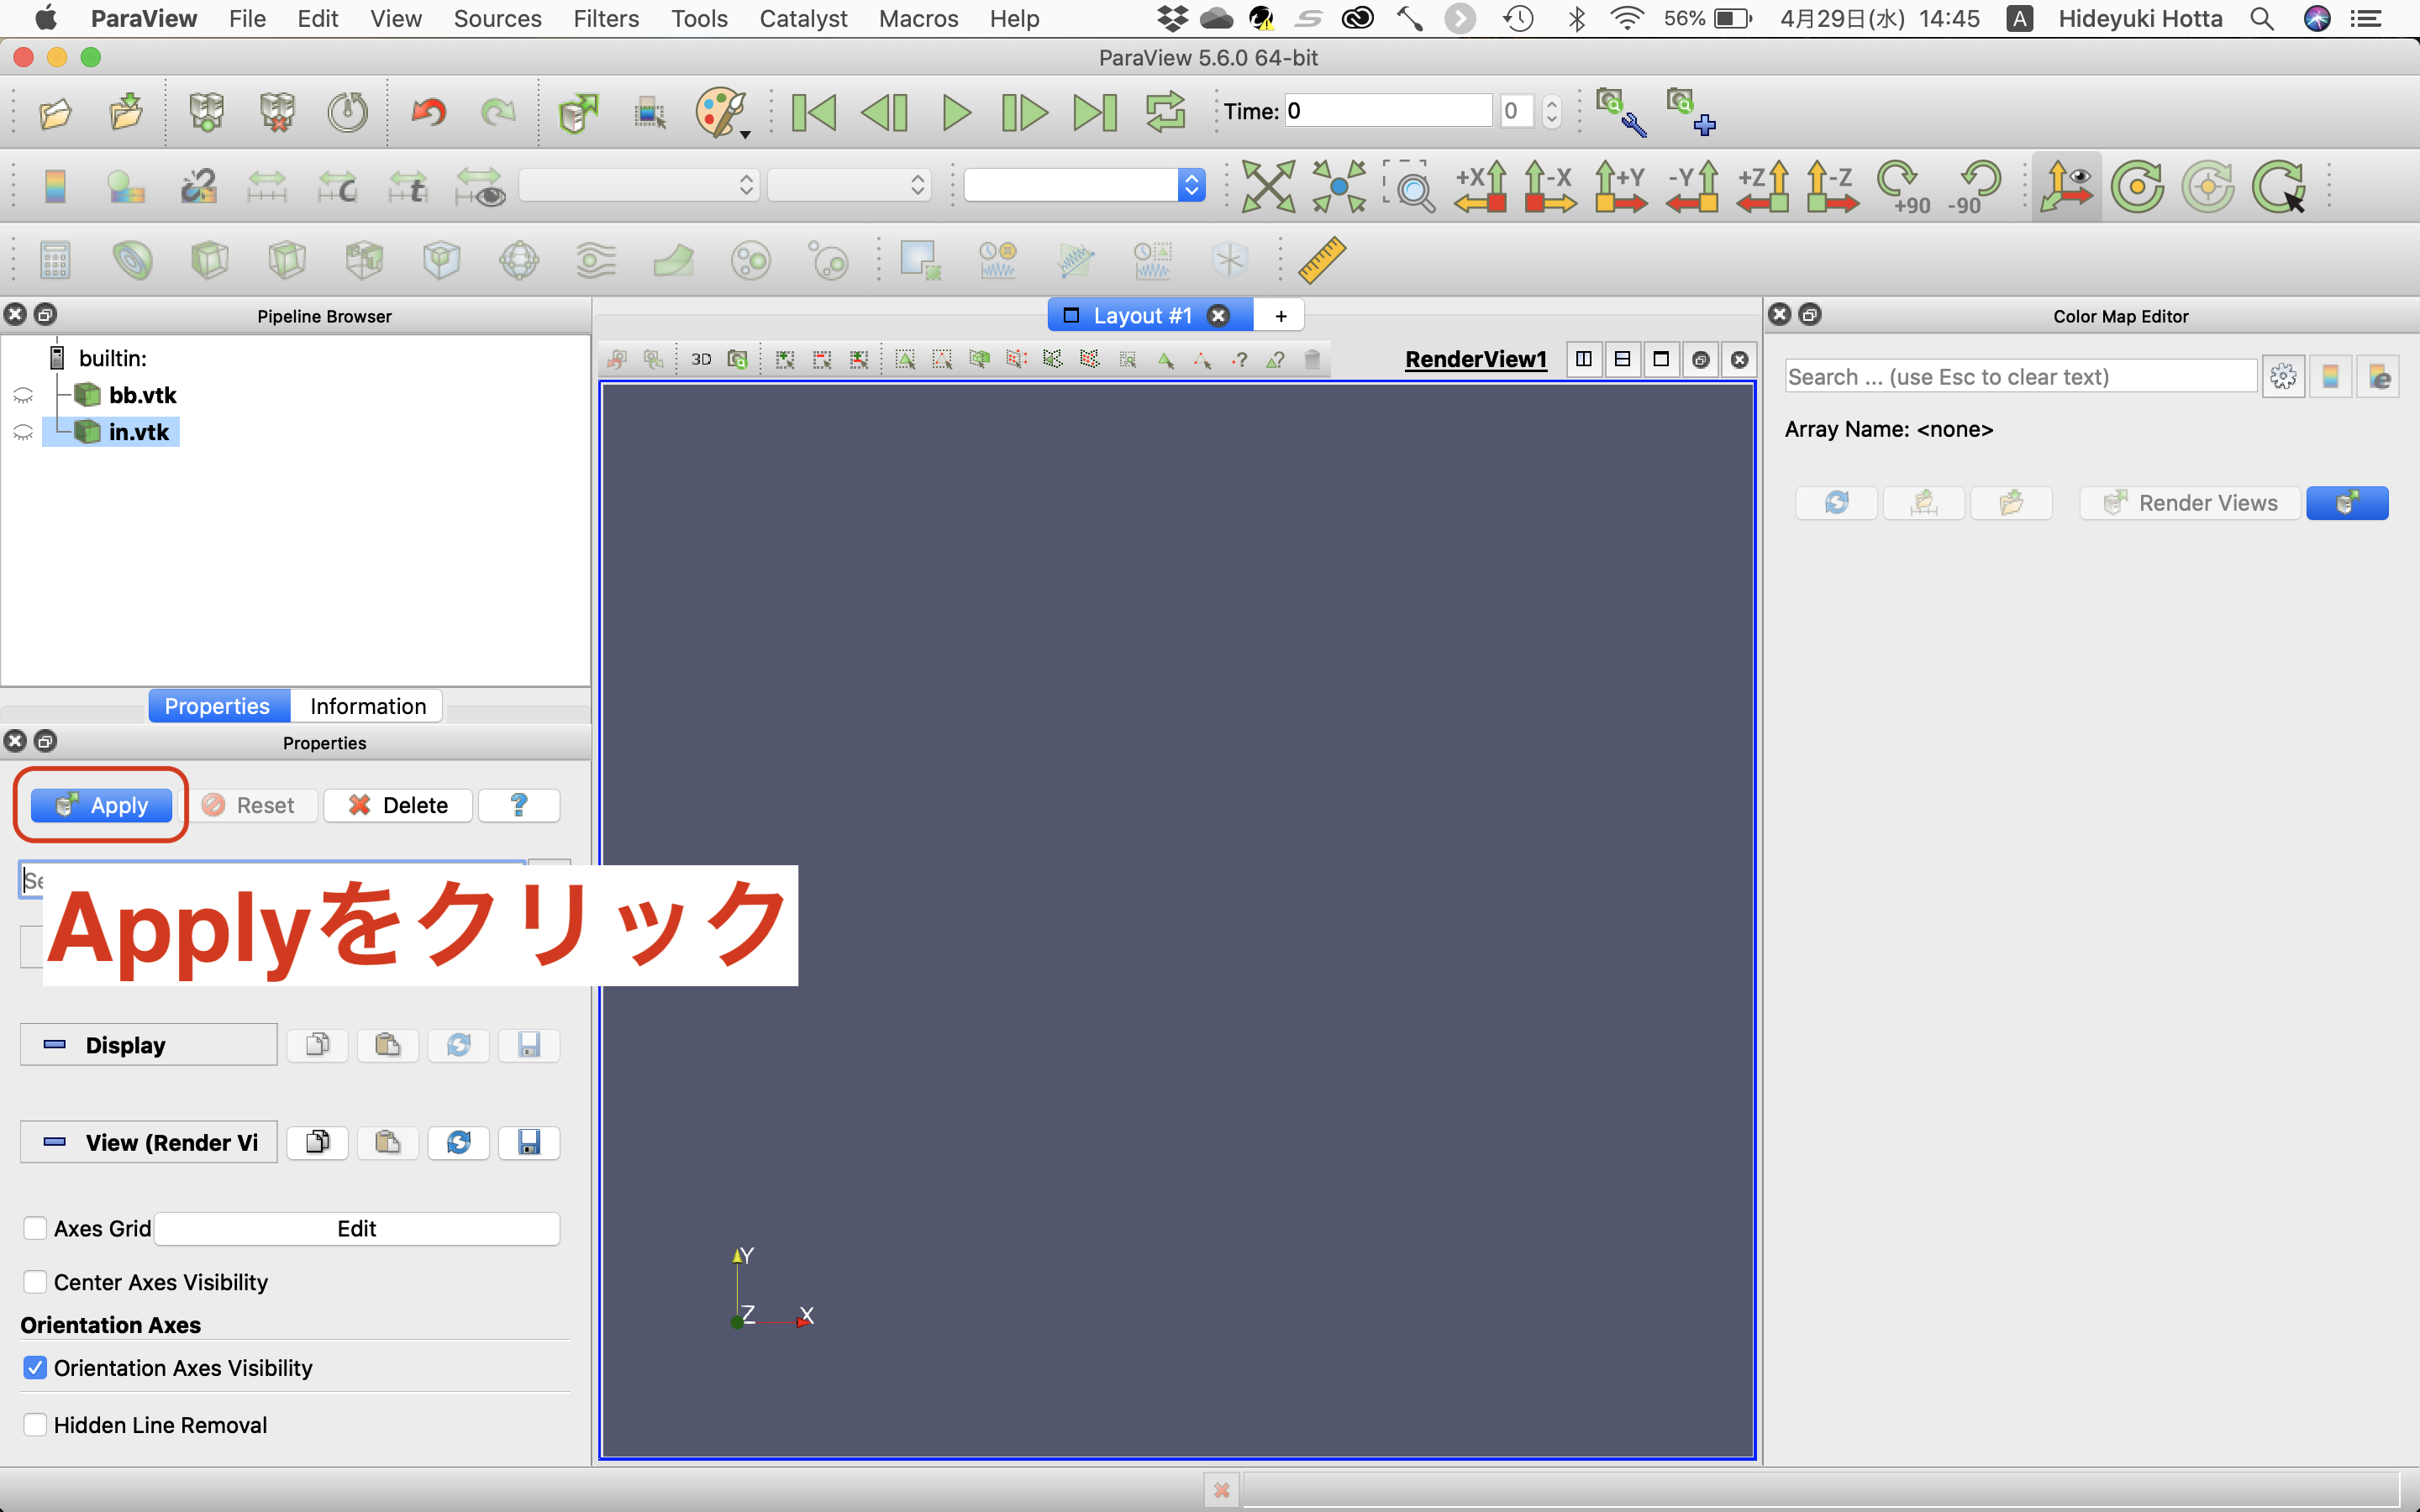 ParaView File Edit View Sources Filters Tools Catalyst Macros Help 56% 4月29日(水) 14:45 A Hideyuki Hotta
ParaView 5.6.0 64-bit
Time: 0 0
C t +X -X +Y -Y +Z -Z +90 -90
Pipeline Browser
builtin:
bb.vtk
in.vtk
Layout #1 +
3D RenderView1
Color Map Editor
Search ... (use Esc to clear text)
Array Name: <none>
Render Views
Properties Information
Properties
Apply Reset Delete ?
Applyをクリック
Display
View (Render Vi
Axes Grid Edit
Center Axes Visibility
Orientation Axes
Orientation Axes Visibility
Hidden Line Removal
Y
Z X